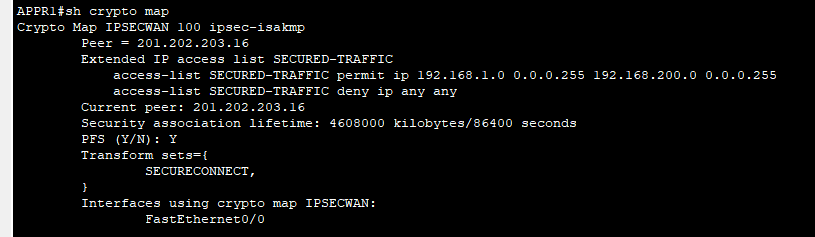 APPR1#sh crypto map
Crypto Map IPSECWAN 100 ipsec-isakmp
Peer = 201.202.203.16
Extended IP access list SECURED-TRAFFIC
access-list SECURED-TRAFFIC permit ip 192.168.1.0 0.0.0.255 192.168.200.0 0.0.0.255
access-list SECURED-TRAFFIC deny ip any any
Current peer: 201.202.203.16
Security association lifetime: 4608000 kilobytes/86400 seconds
PFS (Y/N): Y
Transform sets={
SECURECONNECT,
}
Interfaces using crypto map IPSECWAN:
FastEthernet0/0